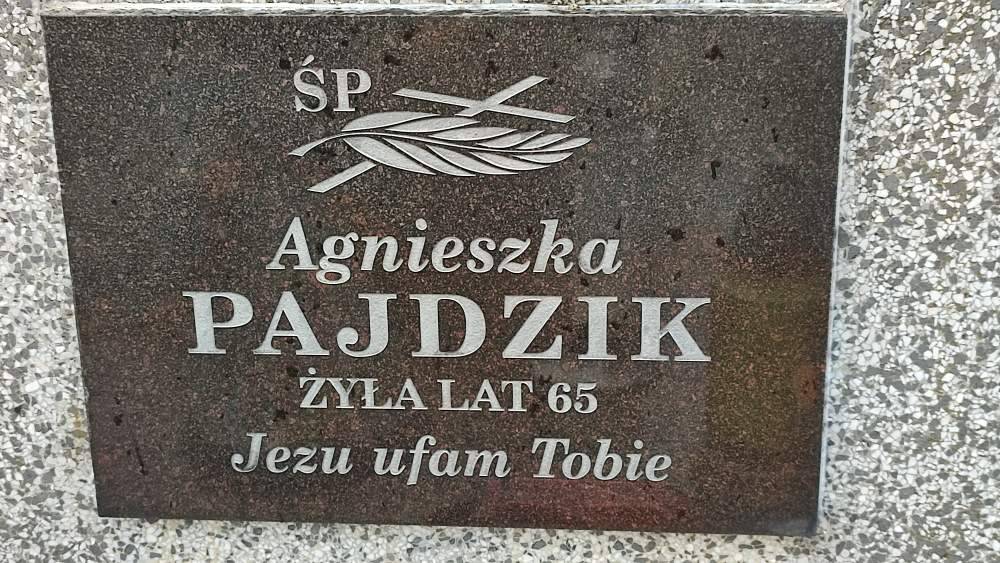 ŚP
Agnieszka
PAJDZIK
ŻYŁA LAT 65
Jezu ufam Tobie